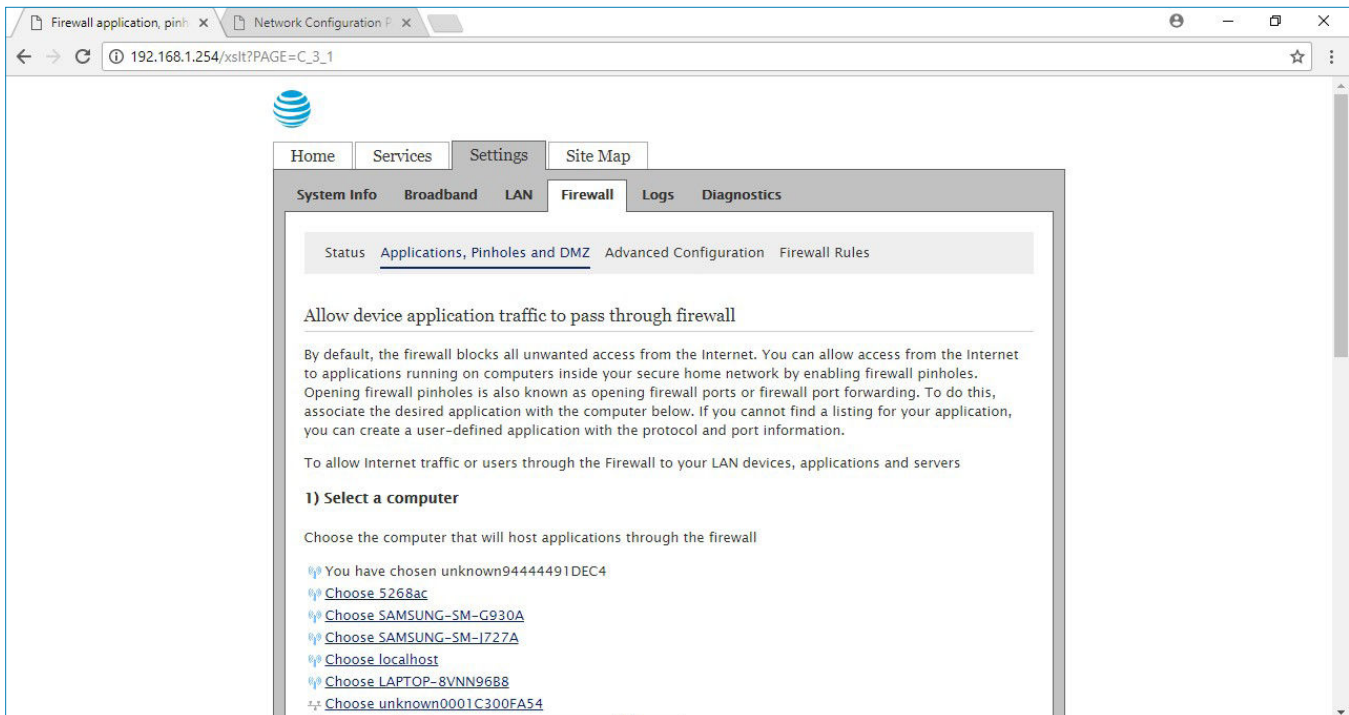 Firewall application, pinh
Network Configuration P
192.168.1.254/xslt?PAGE=C_3_1
Home Services Settings Site Map
System Info Broadband LAN Firewall Logs Diagnostics
Status Applications, Pinholes and DMZ Advanced Configuration Firewall Rules
Allow device application traffic to pass through firewall
By default, the firewall blocks all unwanted access from the Internet. You can allow access from the Internet
to applications running on computers inside your secure home network by enabling firewall pinholes.
Opening firewall pinholes is also known as opening firewall ports or firewall port forwarding. To do this,
associate the desired application with the computer below. If you cannot find a listing for your application,
you can create a user-defined application with the protocol and port information.
To allow Internet traffic or users through the Firewall to your LAN devices, applications and servers
1) Select a computer
Choose the computer that will host applications through the firewall
You have chosen unknown94444491DEC4
Choose 5268ac
Choose SAMSUNG-SM-G930A
Choose SAMSUNG-SM-J727A
Choose localhost
Choose LAPTOP-8VNN96B8
Choose unknown0001C300FA54